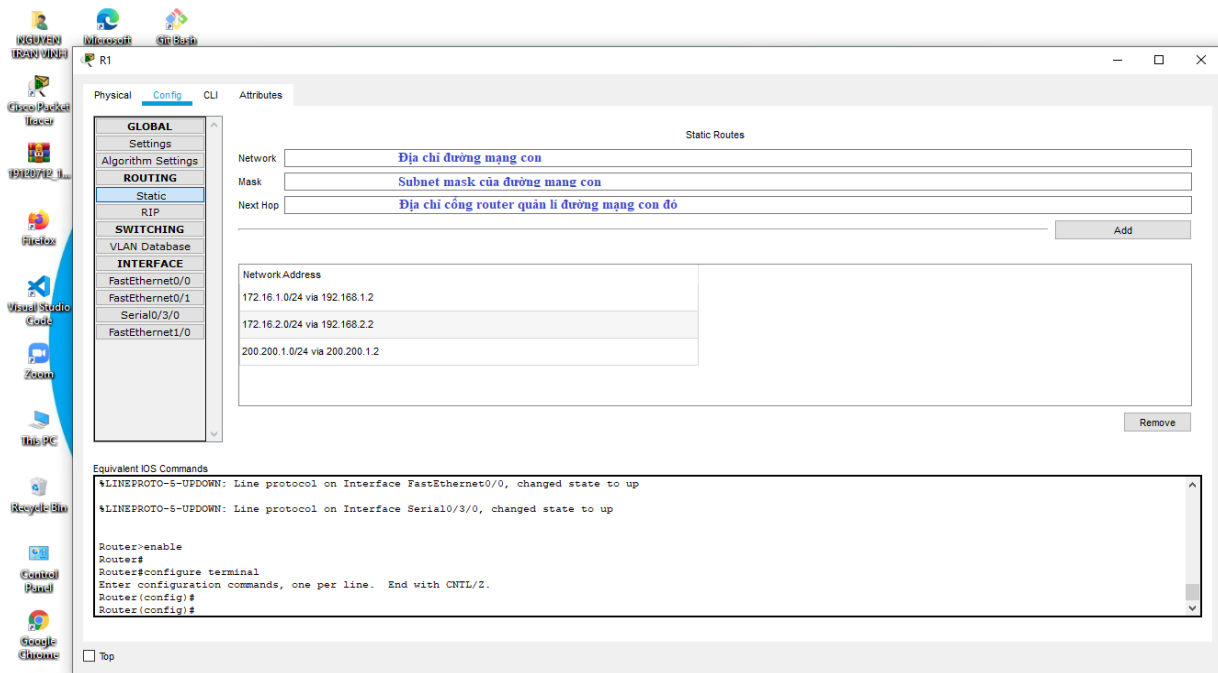 NGUYEN
TRAN VINH
Microsoft
Git Bash
R1
Cisco Packet
Tracer
Physical
Config
CLI
Attributes
GLOBAL
Settings
Algorithm Settings
ROUTING
Static
RIP
SWITCHING
VLAN Database
INTERFACE
FastEthernet0/0
FastEthernet0/1
Serial0/3/0
FastEthernet1/0
Static Routes
Network Địa chỉ đường mạng con
Mask Subnet mask của đường mang con
Next Hop Địa chỉ cổng router quản lí đường mạng con đó
Add
Network Address
172.16.1.0/24 via 192.168.1.2
172.16.2.0/24 via 192.168.2.2
200.200.1.0/24 via 200.200.1.2
Remove
19120712_1...
Firefox
Visual Studio
Code
Zoom
This PC
Recycle Bin
Control
Panel
Google
Chrome
Equivalent IOS Commands
%LINEPROTO-5-UPDOWN: Line protocol on Interface FastEthernet0/0, changed state to up
%LINEPROTO-5-UPDOWN: Line protocol on Interface Serial0/3/0, changed state to up
Router>enable
Router#
Router#configure terminal
Enter configuration commands, one per line. End with CNTL/Z.
Router(config)#
Router(config)#
Top